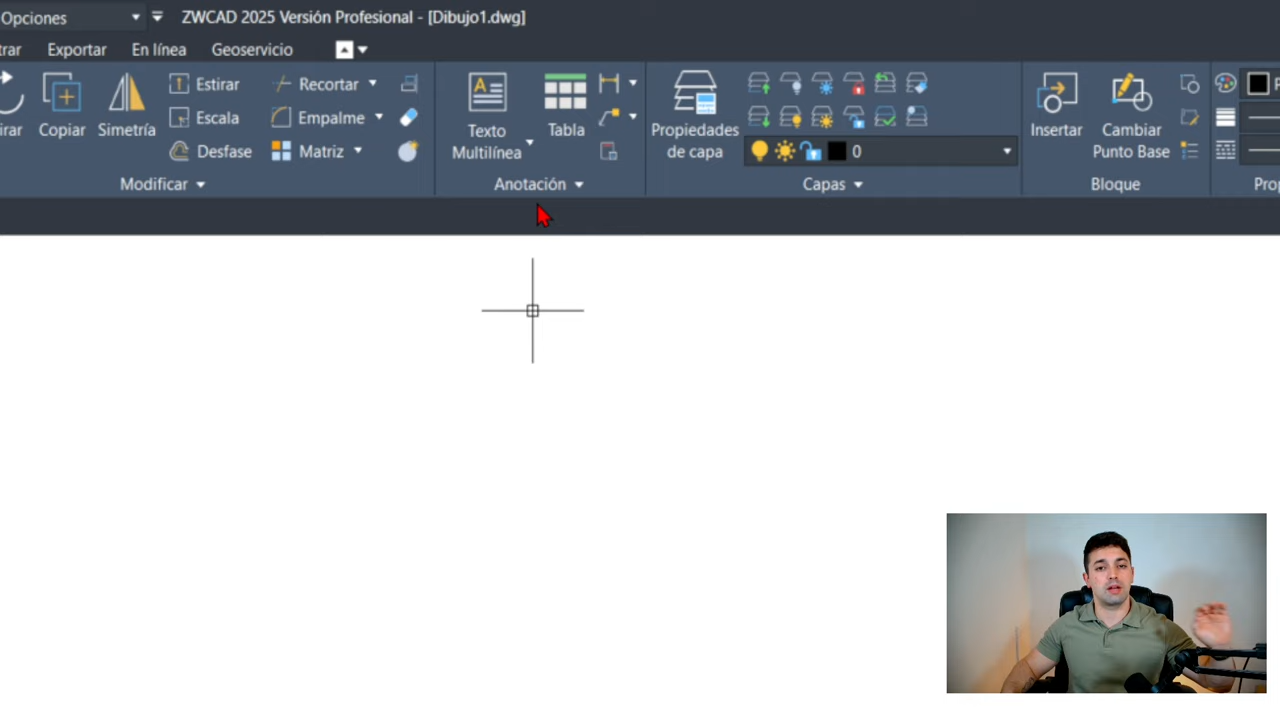 Opciones
ZWCAD 2025 Versión Profesional - [Dibujo1.dwg]
Exportar
En línea
Geoservicio
Copiar
Simetría
Estirar
Escala
Desfase
Recortar
Empalme
Matriz
Modificar
Texto
Multilínea
Tabla
Anotación
Propiedades
de capa
0
Capas
Insertar
Cambiar
Punto Base
Bloque